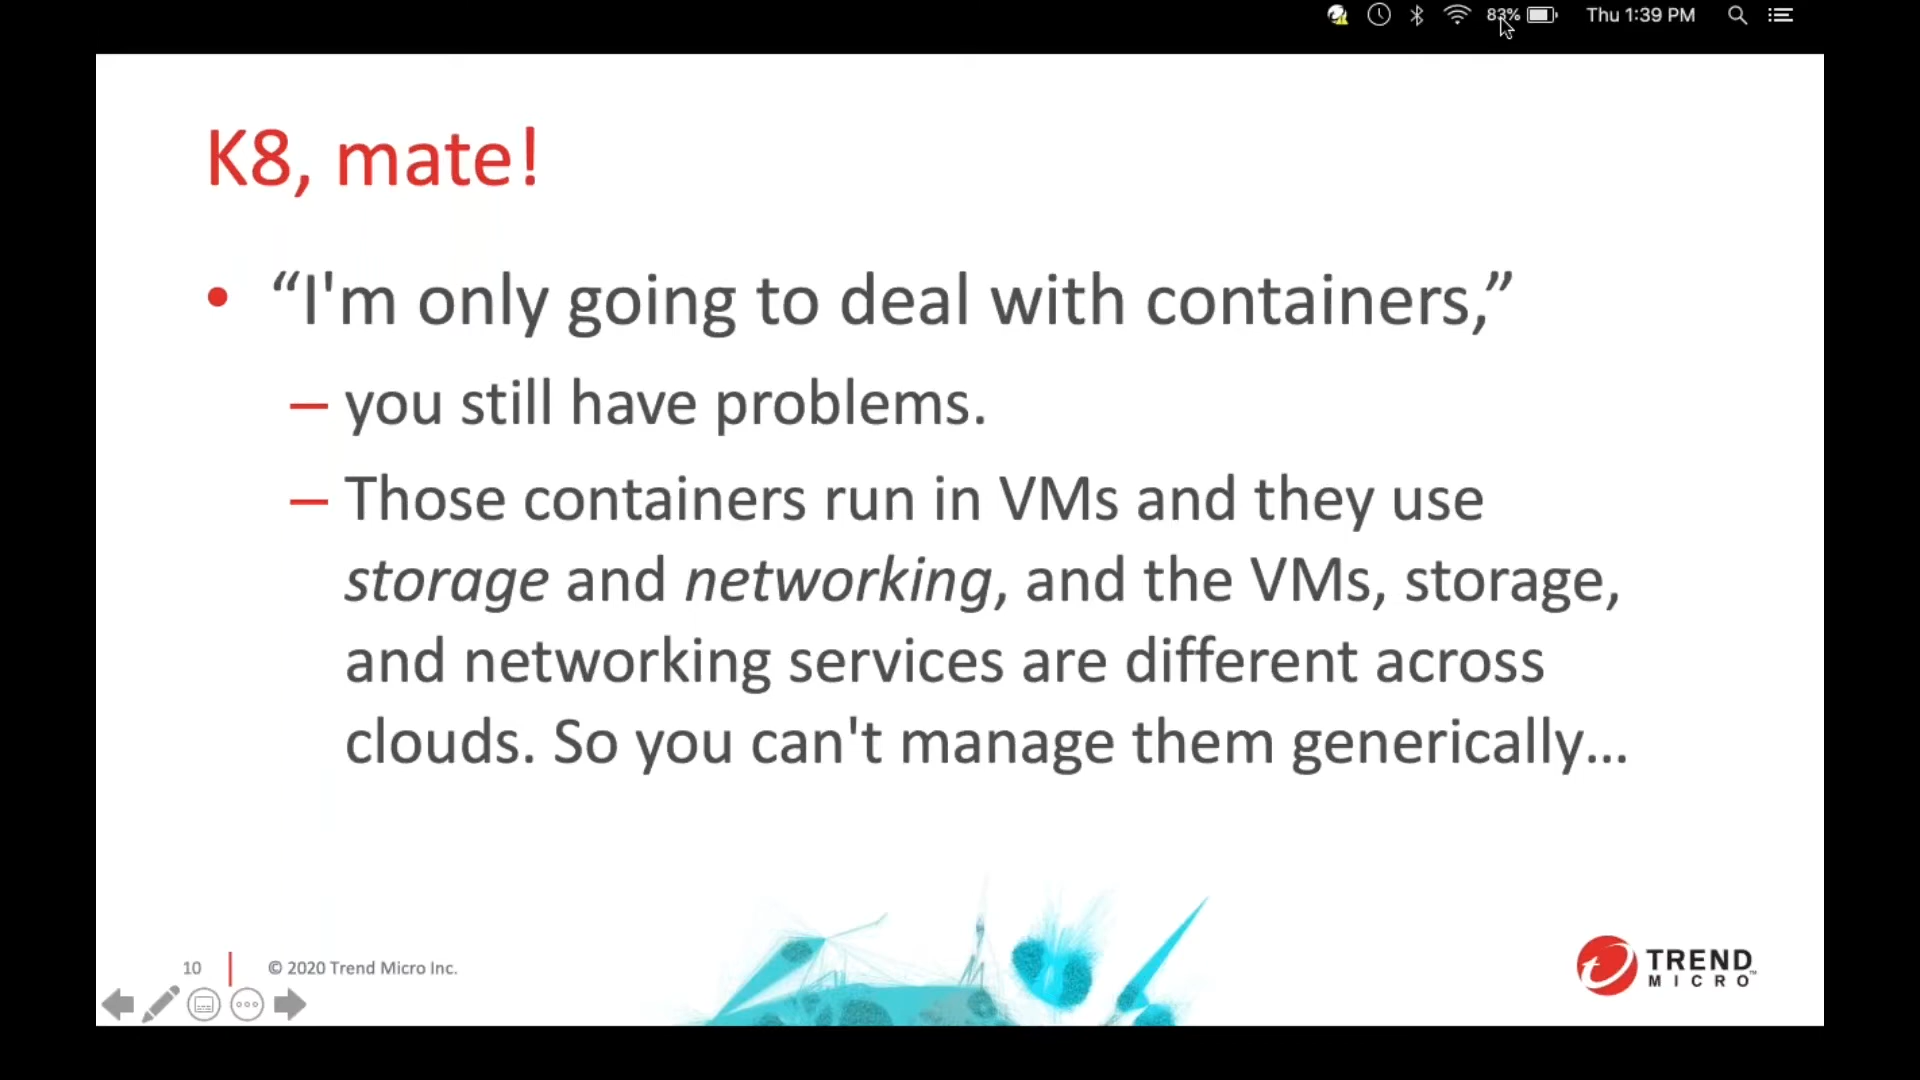 83% Thu 1:39 PM
K8, mate!
• “I'm only going to deal with containers,”
– you still have problems.
– Those containers run in VMs and they use
storage and networking, and the VMs, storage,
and networking services are different across
clouds. So you can't manage them generically...
10 © 2020 Trend Micro Inc.
TREND
MICRO™